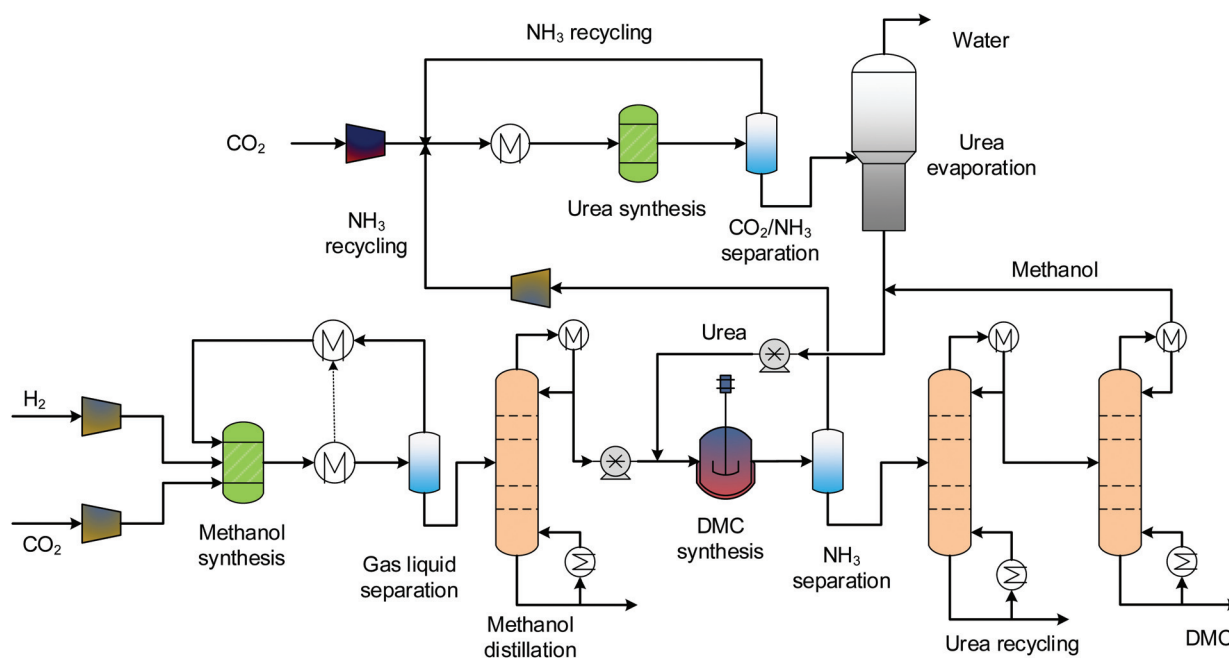 NH₃ recycling
Water
CO₂
Urea
evaporation
Urea synthesis
NH₃
recycling
CO₂/NH₃
separation
Methanol
Urea
H₂
CO₂
Methanol
synthesis
DMC
synthesis
Gas liquid
separation
NH₃
separation
Methanol
distillation
Urea recycling
DMC